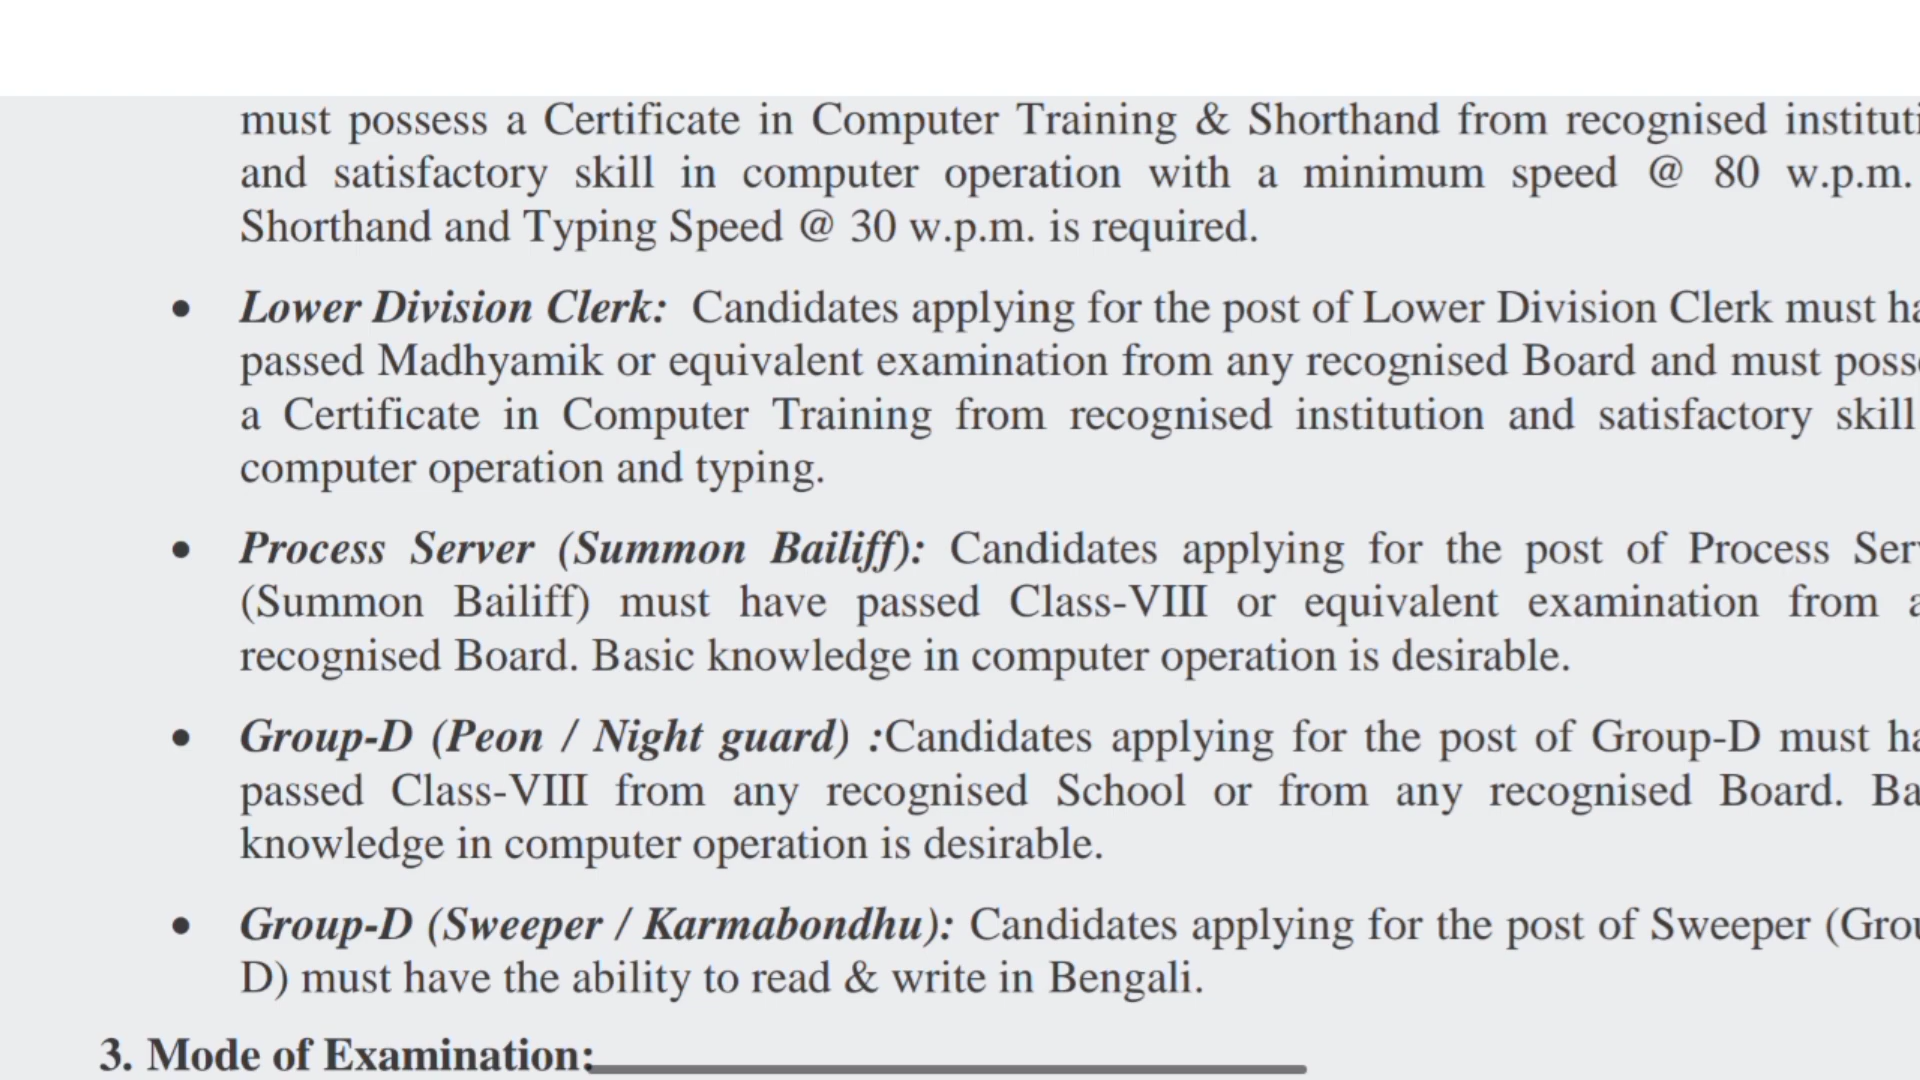 must possess a Certificate in Computer Training & Shorthand from recognised
and satisfactory skill in computer operation with a minimum speed @ 80 w.p.m.
Shorthand and Typing Speed @ 30 w.p.m. is required.
• Lower Division Clerk: Candidates applying for the post of Lower Division Clerk must
passed Madhyamik or equivalent examination from any recognised Board and must
a Certificate in Computer Training from recognised institution and satisfactory skill
computer operation and typing.
• Process Server (Summon Bailiff): Candidates applying for the post of Process
(Summon Bailiff) must have passed Class-VIII or equivalent examination from
recognised Board. Basic knowledge in computer operation is desirable.
• Group-D (Peon / Night guard) :Candidates applying for the post of Group-D must
passed Class-VIII from any recognised School or from any recognised Board.
knowledge in computer operation is desirable.
• Group-D (Sweeper / Karmabondhu): Candidates applying for the post of Sweeper
D) must have the ability to read & write in Bengali.
3. Mode of Examination: